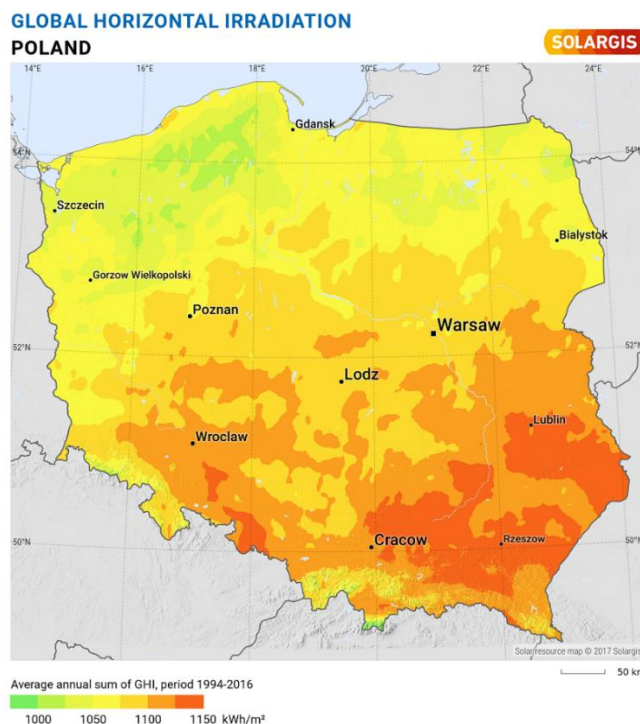 GLOBAL HORIZONTAL IRRADIATION
POLAND
SOLARGIS
14°E 16°E 18°E 20°E 22°E 24°E
Gdansk
54°N 54°N
Szczecin
Bialystok
Gorzow Wielkopolski
Poznan
Warsaw
52°N 52°N
Lodz
Lublin
Wroclaw
50°N Cracow Rzeszow 50°N
Solar resource map © 2017 Solargis
50 km
Average annual sum of GHI, period 1994-2016
1000 1050 1100 1150 kWh/m²